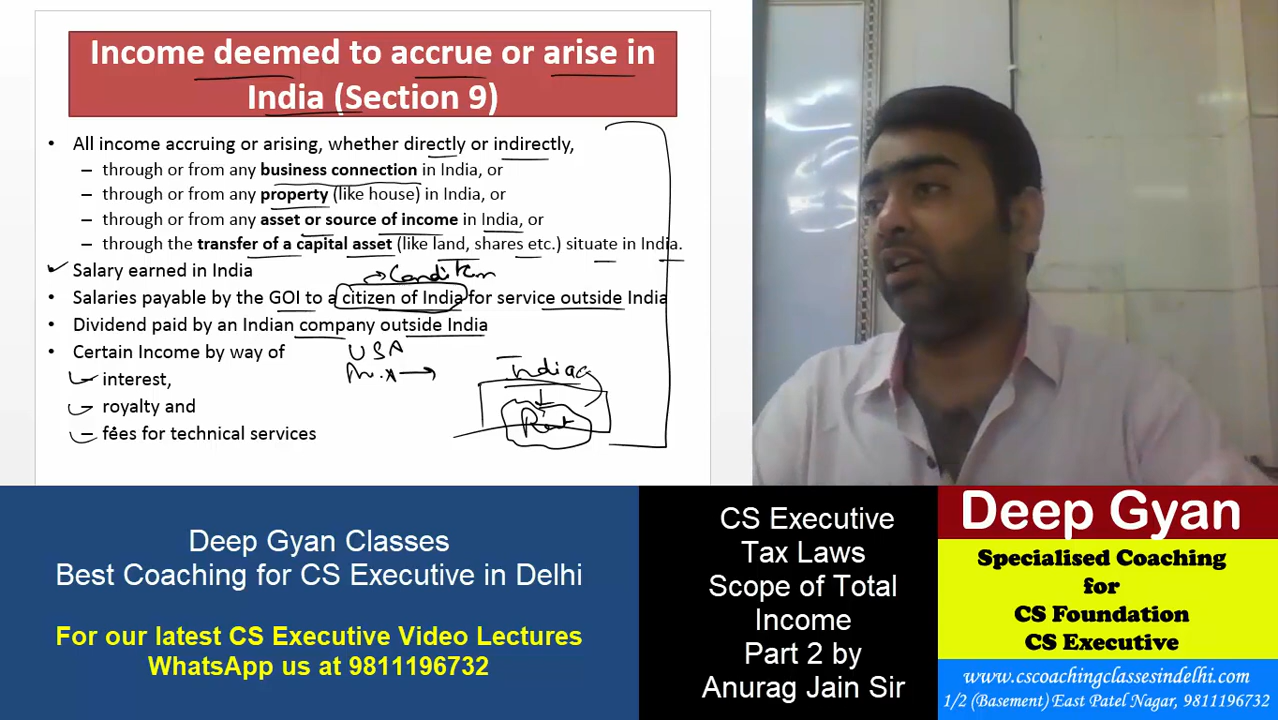 Income deemed to accrue or arise in
India (Section 9)
• All income accruing or arising, whether directly or indirectly,
– through or from any business connection in India, or
– through or from any property (like house) in India, or
– through or from any asset or source of income in India, or
– through the transfer of a capital asset (like land, shares etc.) situate in India.
Salary earned in India
→ Condition
• Salaries payable by the GOI to a citizen of India for service outside India
• Dividend paid by an Indian company outside India
• Certain Income by way of
USA
– interest,
Mr. A →
India
– royalty and
Rent
– fees for technical services
Deep Gyan Classes
Best Coaching for CS Executive in Delhi
For our latest CS Executive Video Lectures
WhatsApp us at 9811196732
CS Executive
Tax Laws
Scope of Total
Income
Part 2 by
Anurag Jain Sir
Deep Gyan
Specialised Coaching
for
CS Foundation
CS Executive
www.cscoachingclassesindelhi.com
1/2 (Basement) East Patel Nagar, 9811196732